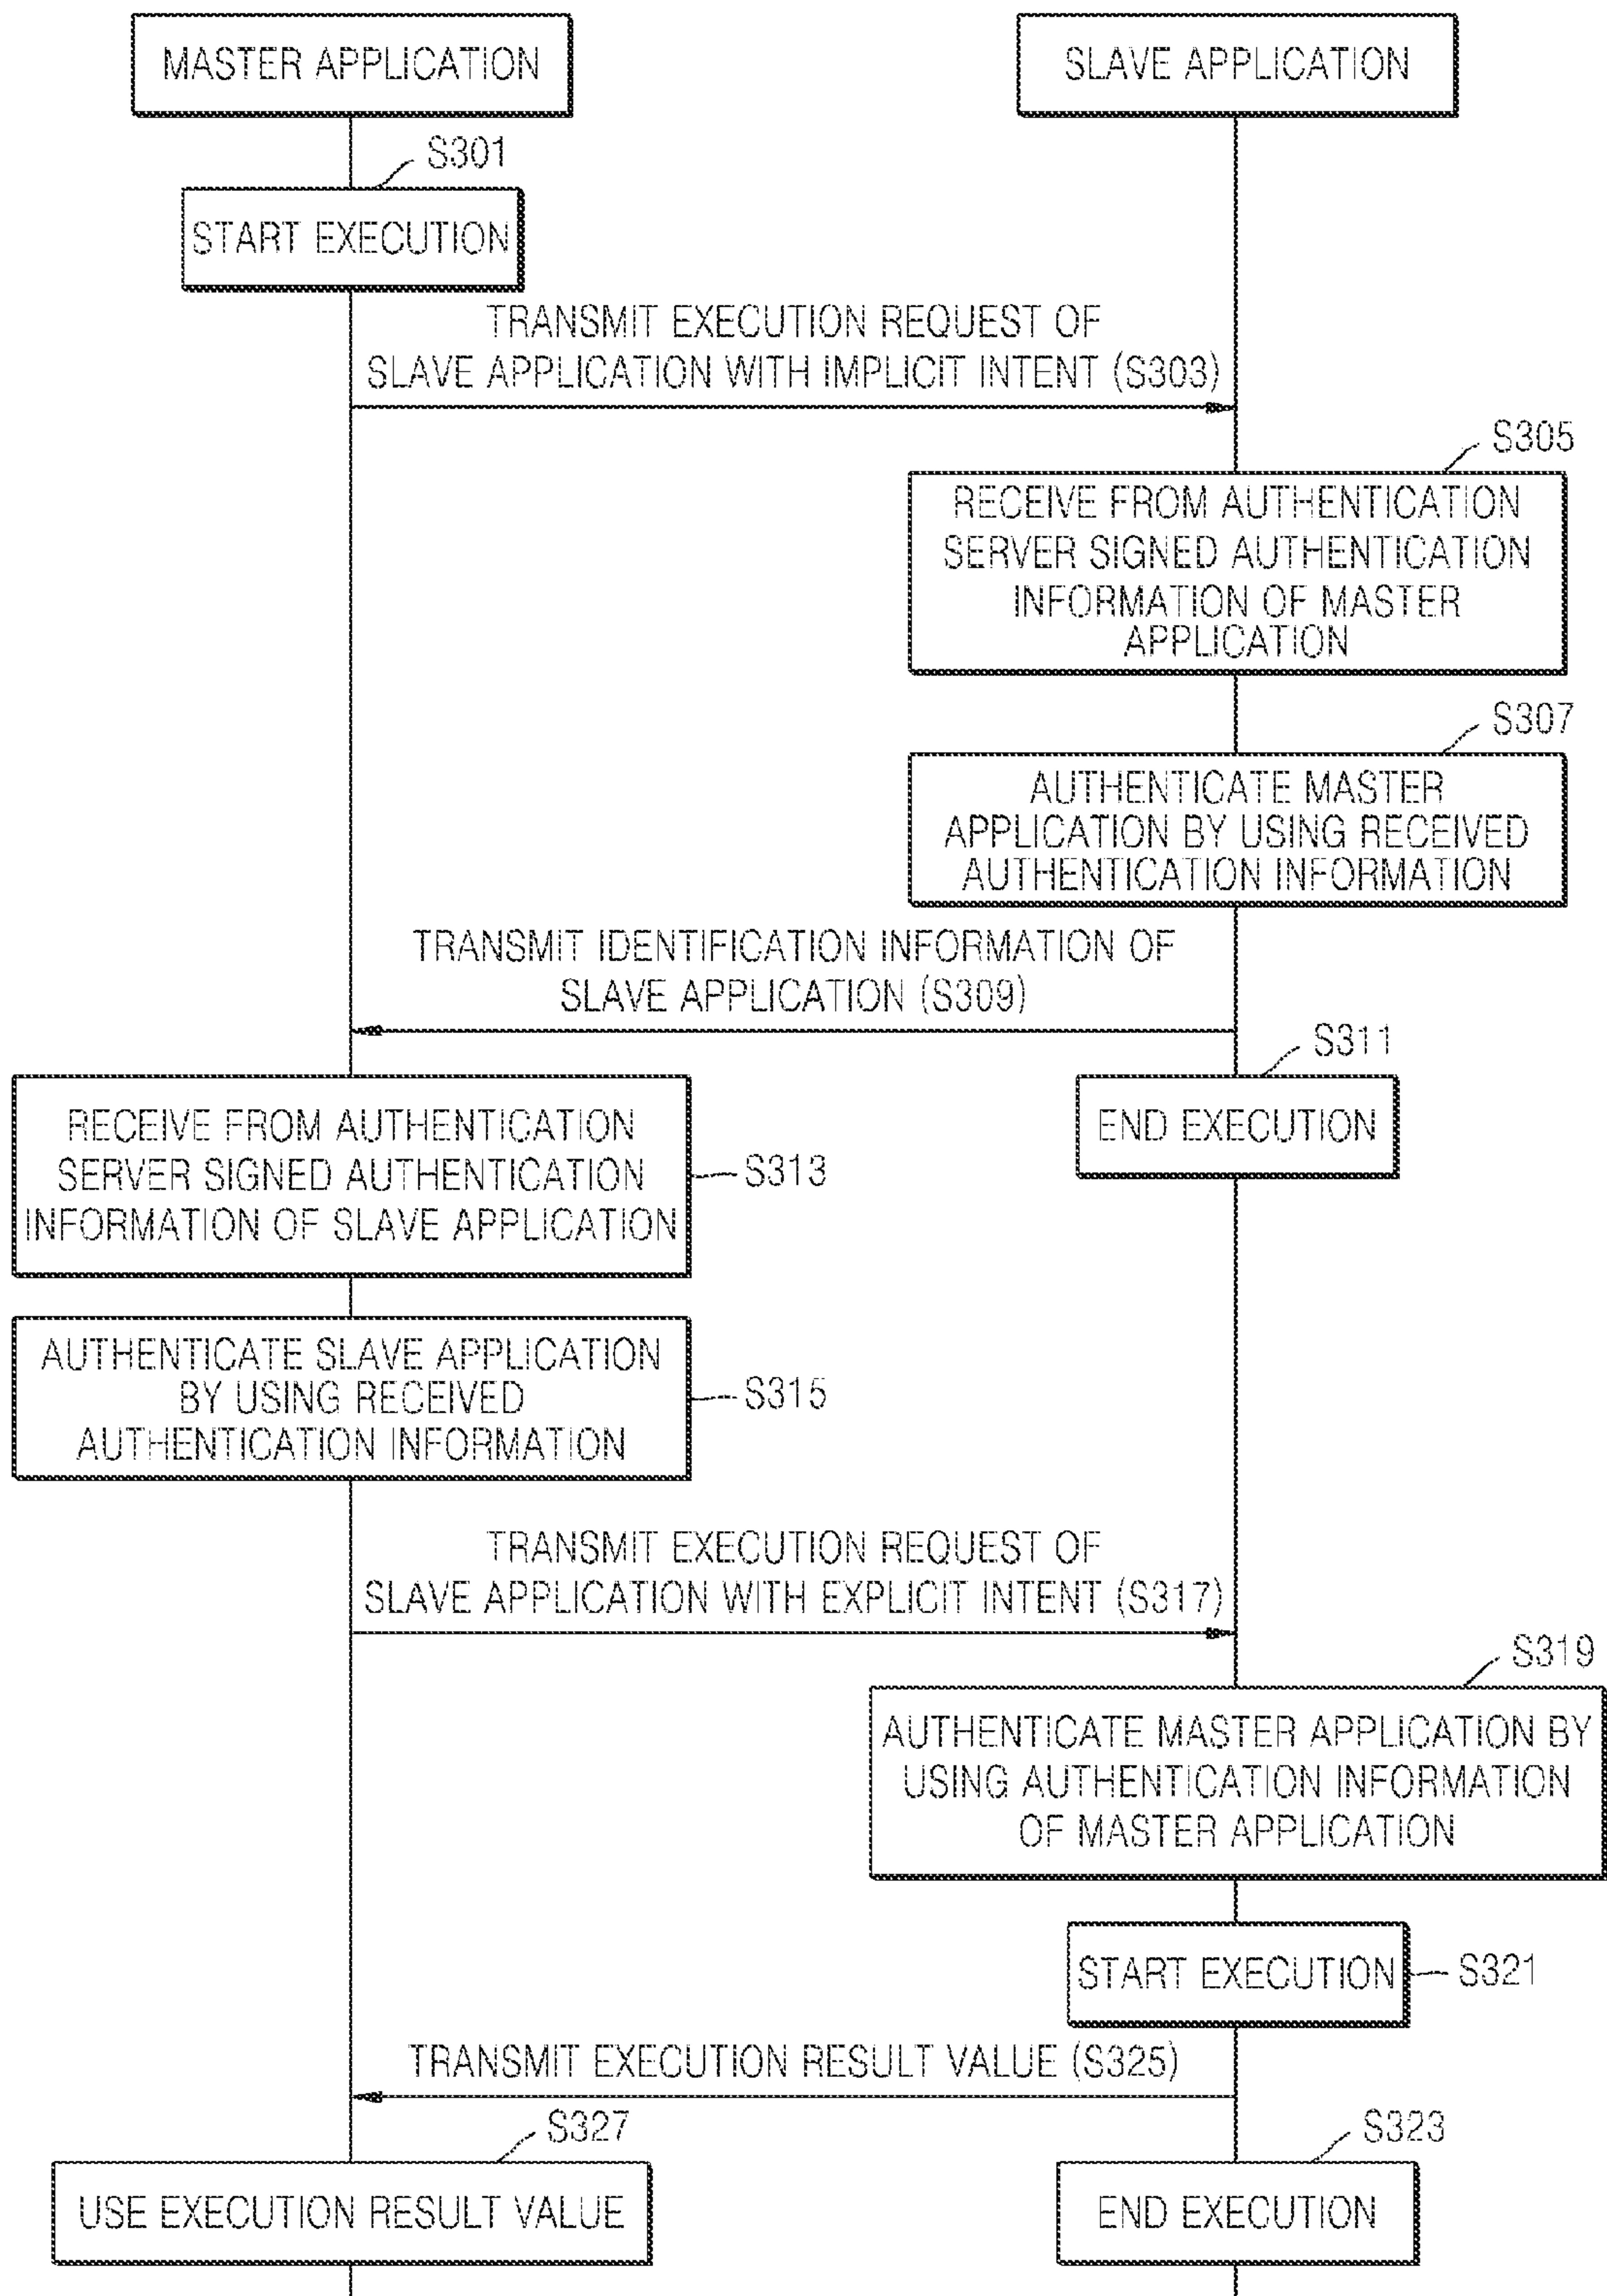 MASTER APPLICATION
SLAVE APPLICATION
S301
START EXECUTION
TRANSMIT EXECUTION REQUEST OF
SLAVE APPLICATION WITH IMPLICIT INTENT (S303)
S305
RECEIVE FROM AUTHENTICATION
SERVER SIGNED AUTHENTICATION
INFORMATION OF MASTER
APPLICATION
S307
AUTHENTICATE MASTER
APPLICATION BY USING RECEIVED
AUTHENTICATION INFORMATION
TRANSMIT IDENTIFICATION INFORMATION OF
SLAVE APPLICATION (S309)
S311
END EXECUTION
RECEIVE FROM AUTHENTICATION
SERVER SIGNED AUTHENTICATION
INFORMATION OF SLAVE APPLICATION
S313
AUTHENTICATE SLAVE APPLICATION
BY USING RECEIVED
AUTHENTICATION INFORMATION
S315
TRANSMIT EXECUTION REQUEST OF
SLAVE APPLICATION WITH EXPLICIT INTENT (S317)
S319
AUTHENTICATE MASTER APPLICATION BY
USING AUTHENTICATION INFORMATION
OF MASTER APPLICATION
START EXECUTION
S321
TRANSMIT EXECUTION RESULT VALUE (S325)
S327
USE EXECUTION RESULT VALUE
S323
END EXECUTION